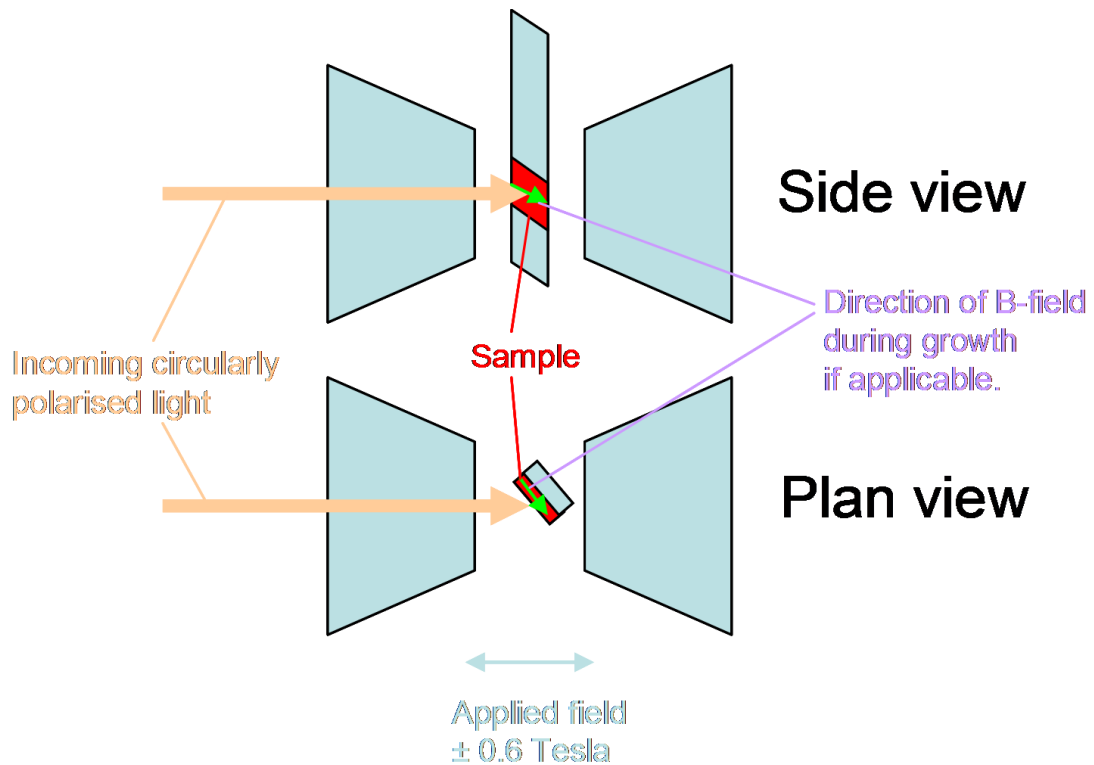 Side view
Direction of B-field
during growth
if applicable.
Sample
Incoming circularly
polarised light
Plan view
Applied field
± 0.6 Tesla